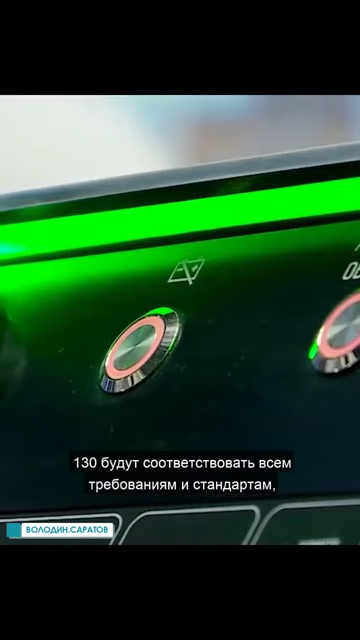 130 будут соответствовать всем
требованиям и стандартам,
ВОЛОДИН.САРАТОВ